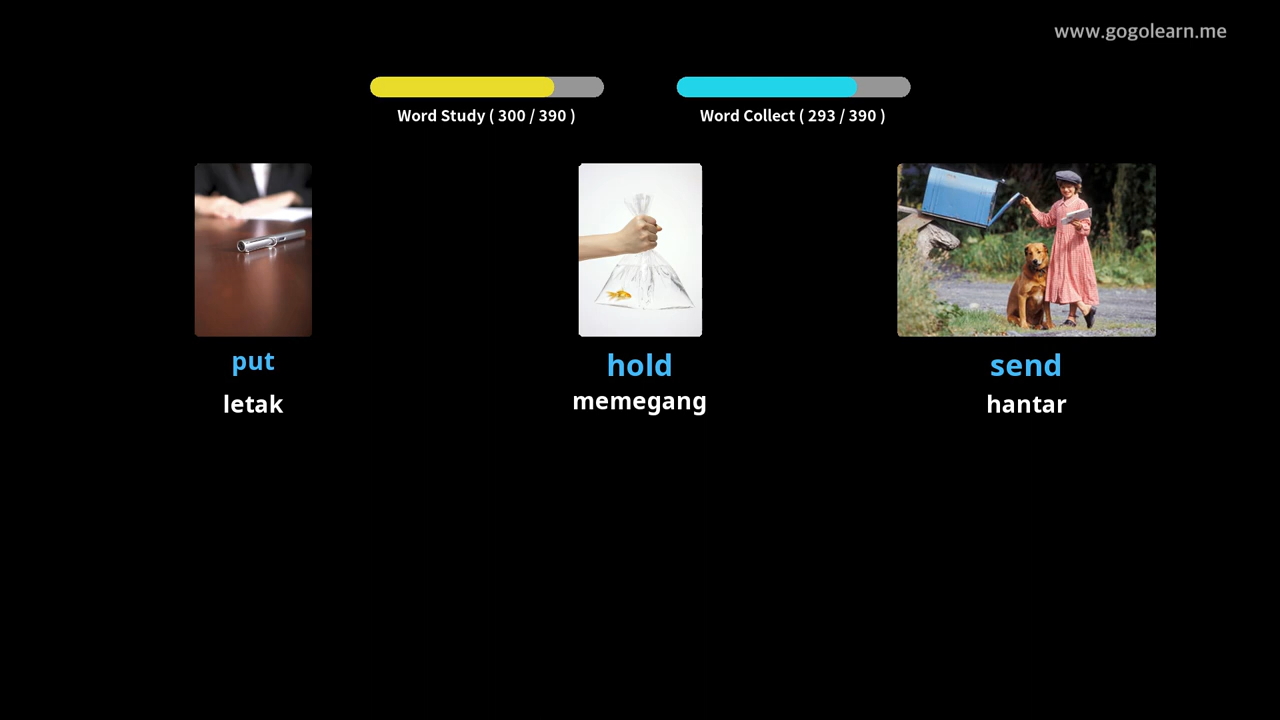 www.gogolearn.me
Word Study ( 300 / 390 )
Word Collect ( 293 / 390 )
put
hold
send
letak
memegang
hantar